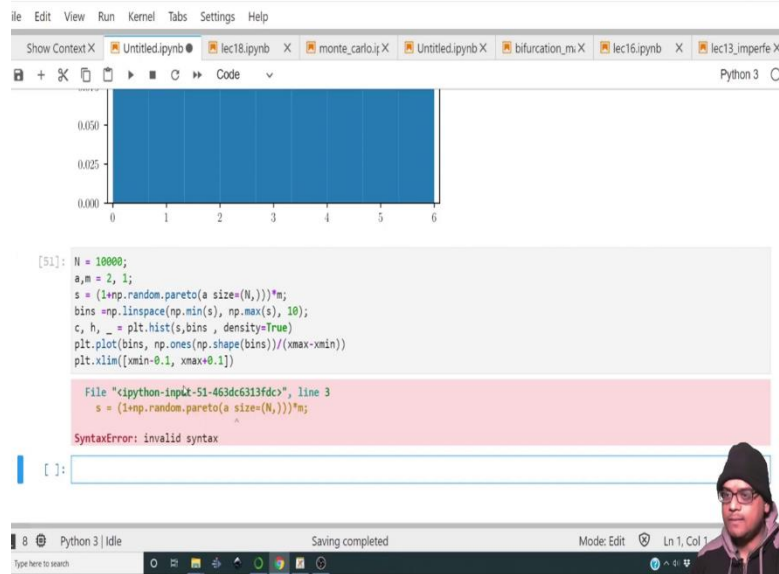 ile Edit View Run Kernel Tabs Settings Help
Show Context Untitled.ipynb lec18.ipynb monte_carlo.ip Untitled.ipynb bifurcation_ma lec16.ipynb lec13_imperfe
Code Python 3
0.050
0.025
0.000
0 1 2 3 4 5 6
[51]: N = 10000;
a,m = 2, 1;
s = (1+np.random.pareto(a size=(N,)))*m;
bins =np.linspace(np.min(s), np.max(s), 10);
c, h, _ = plt.hist(s,bins , density=True)
plt.plot(bins, np.ones(np.shape(bins))/(xmax-xmin))
plt.xlim([xmin-0.1, xmax+0.1])
File "<ipython-input-51-463dc6313fdc>", line 3
s = (1+np.random.pareto(a size=(N,)))*m;
^
SyntaxError: invalid syntax
[ ]:
8 Python 3 | Idle Saving completed Mode: Edit Ln 1, Col
Type here to search